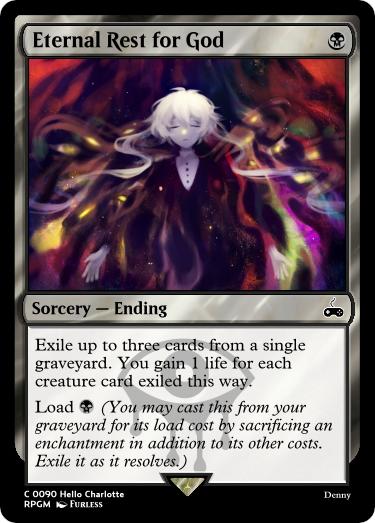 Eternal Rest for God
Sorcery — Ending
Exile up to three cards from a single
graveyard. You gain 1 life for each
creature card exiled this way.
Load (You may cast this from your
graveyard for its load cost by sacrificing an
enchantment in addition to its other costs.
Exile it as it resolves.)
C 0090 Hello Charlotte
Denny
RPGM Furless